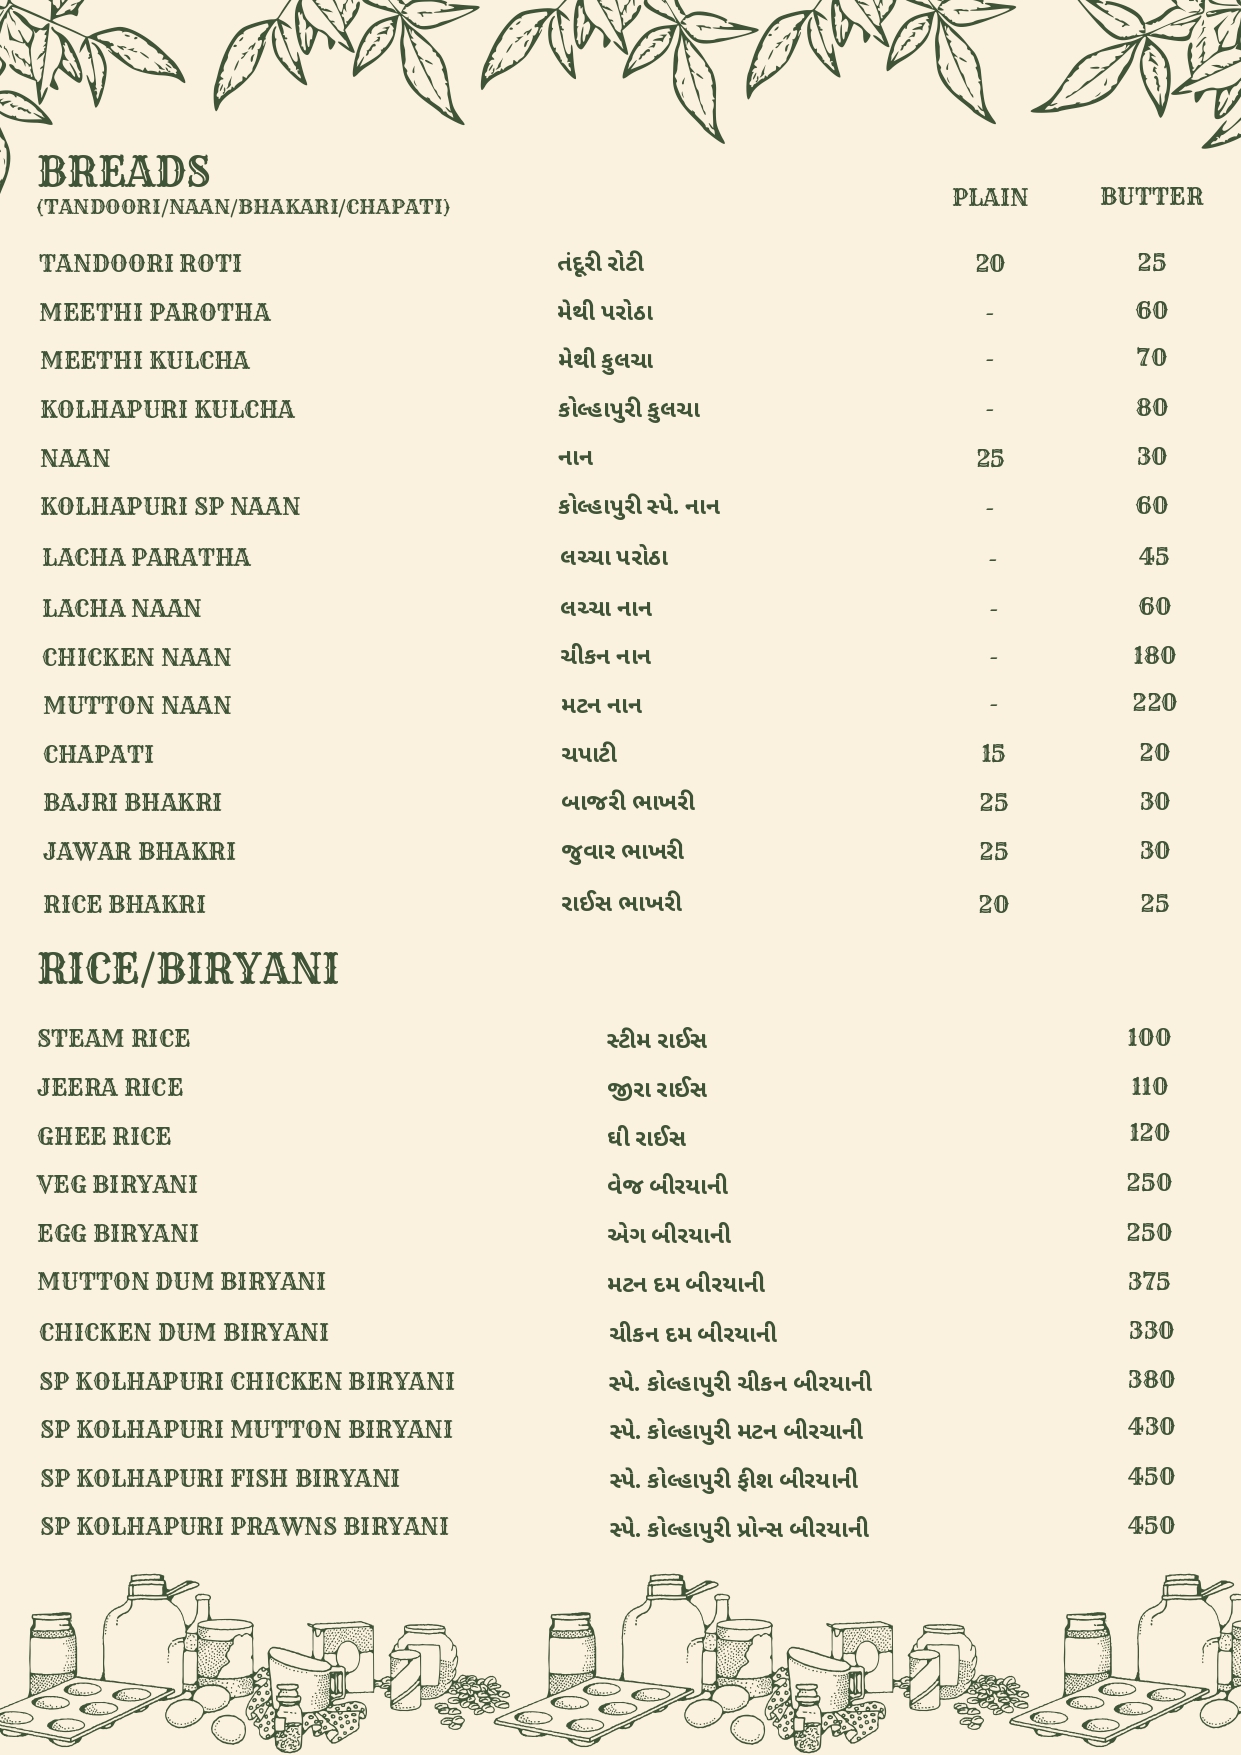 BREADS
(TANDOORI/NAAN/BHAKARI/CHAPATI) PLAIN BUTTER
TANDOORI ROTI તંદૂરી રોટી 20 25
MEETHI PAROTHA મેથી પરોઠા - 60
MEETHI KULCHA મેથી કુલચા - 70
KOLHAPURI KULCHA કોલ્હાપુરી કુલચા - 80
NAAN નાન 25 30
KOLHAPURI SP NAAN કોલ્હાપુરી સ્પે. નાન - 60
LACHA PARATHA લચ્ચા પરોઠા - 45
LACHA NAAN લચ્ચા નાન - 60
CHICKEN NAAN ચીકન નાન - 180
MUTTON NAAN મટન નાન - 220
CHAPATI ચપાટી 15 20
BAJRI BHAKRI બાજરી ભાખરી 25 30
JAWAR BHAKRI જુવાર ભાખરી 25 30
RICE BHAKRI રાઈસ ભાખરી 20 25
RICE/BIRYANI
STEAM RICE સ્ટીમ રાઈસ 100
JEERA RICE જીરા રાઈસ 110
GHEE RICE ઘી રાઈસ 120
VEG BIRYANI વેજ બીરયાની 250
EGG BIRYANI એગ બીરયાની 250
MUTTON DUM BIRYANI મટન દમ બીરયાની 375
CHICKEN DUM BIRYANI ચીકન દમ બીરયાની 330
SP KOLHAPURI CHICKEN BIRYANI સ્પે. કોલ્હાપુરી ચીકન બીરયાની 380
SP KOLHAPURI MUTTON BIRYANI સ્પે. કોલ્હાપુરી મટન બીરચાની 430
SP KOLHAPURI FISH BIRYANI સ્પે. કોલ્હાપુરી ફીશ બીરયાની 450
SP KOLHAPURI PRAWNS BIRYANI સ્પે. કોલ્હાપુરી પ્રોન્સ બીરયાની 450